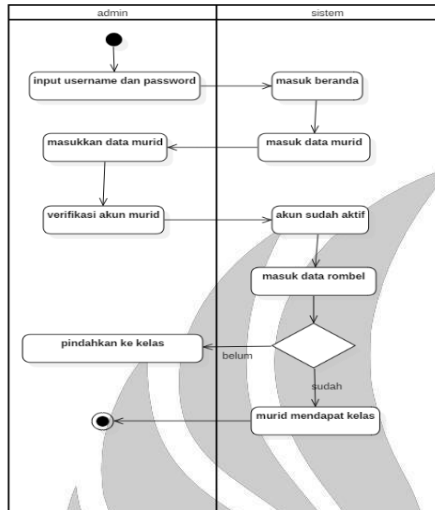 admin
sistem
input username dan password
masuk beranda
masukkan data murid
masuk data murid
verifikasi akun murid
akun sudah aktif
masuk data rombel
pindahkan ke kelas
belum
sudah
murid mendapat kelas